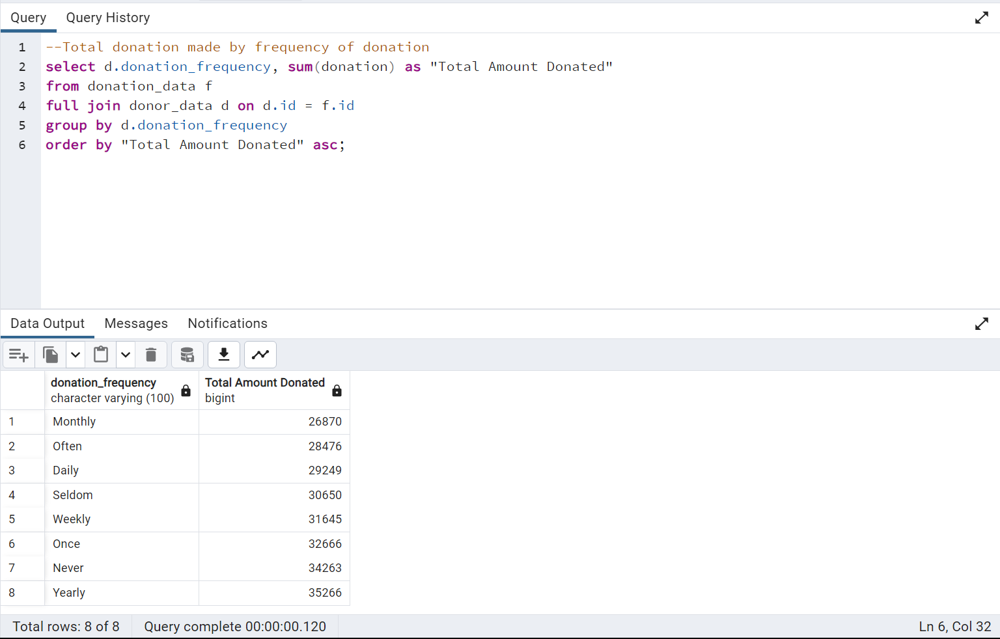 Query Query History
1 --Total donation made by frequency of donation
2 select d.donation_frequency, sum(donation) as "Total Amount Donated"
3 from donation_data f
4 full join donor_data d on d.id = f.id
5 group by d.donation_frequency
6 order by "Total Amount Donated" asc;
Data Output Messages Notifications
donation_frequency Total Amount Donated
character varying (100) bigint
1 Monthly 26870
2 Often 28476
3 Daily 29249
4 Seldom 30650
5 Weekly 31645
6 Once 32666
7 Never 34263
8 Yearly 35266
Total rows: 8 of 8 Query complete 00:00:00.120 Ln 6, Col 32